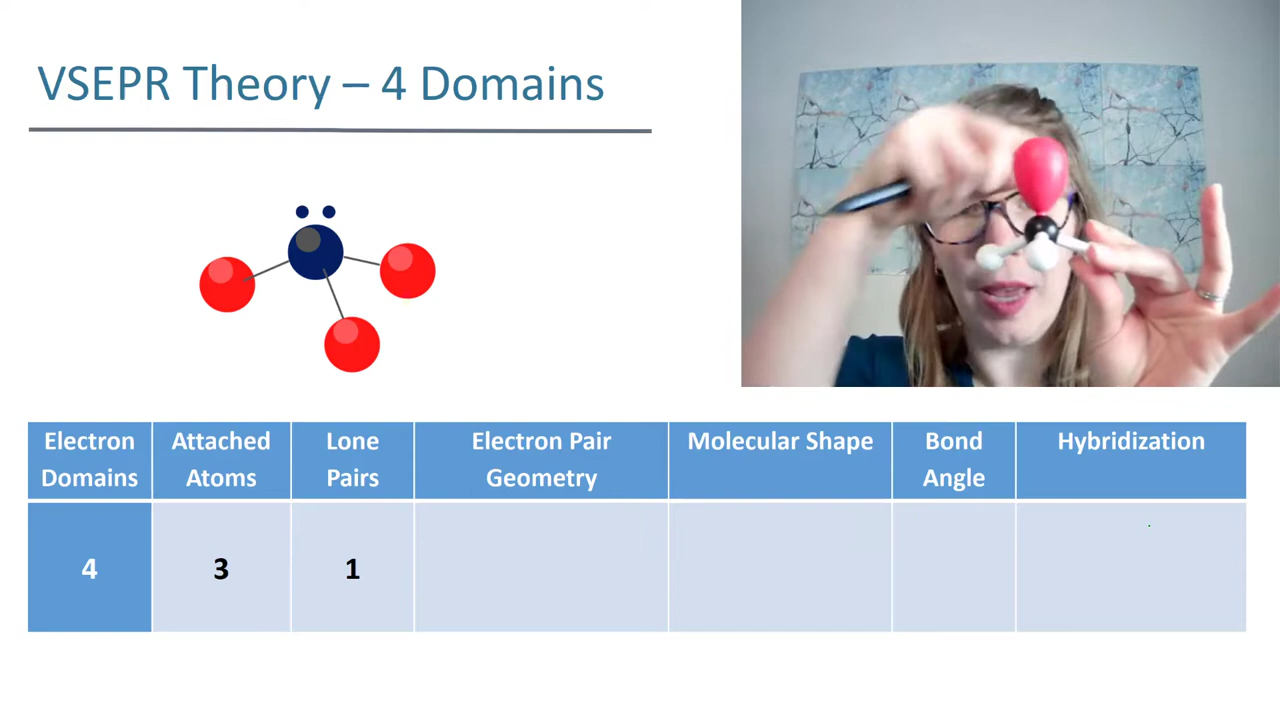 VSEPR Theory – 4 Domains
Electron Domains
Attached Atoms
Lone Pairs
Electron Pair Geometry
Molecular Shape
Bond Angle
Hybridization
4
3
1